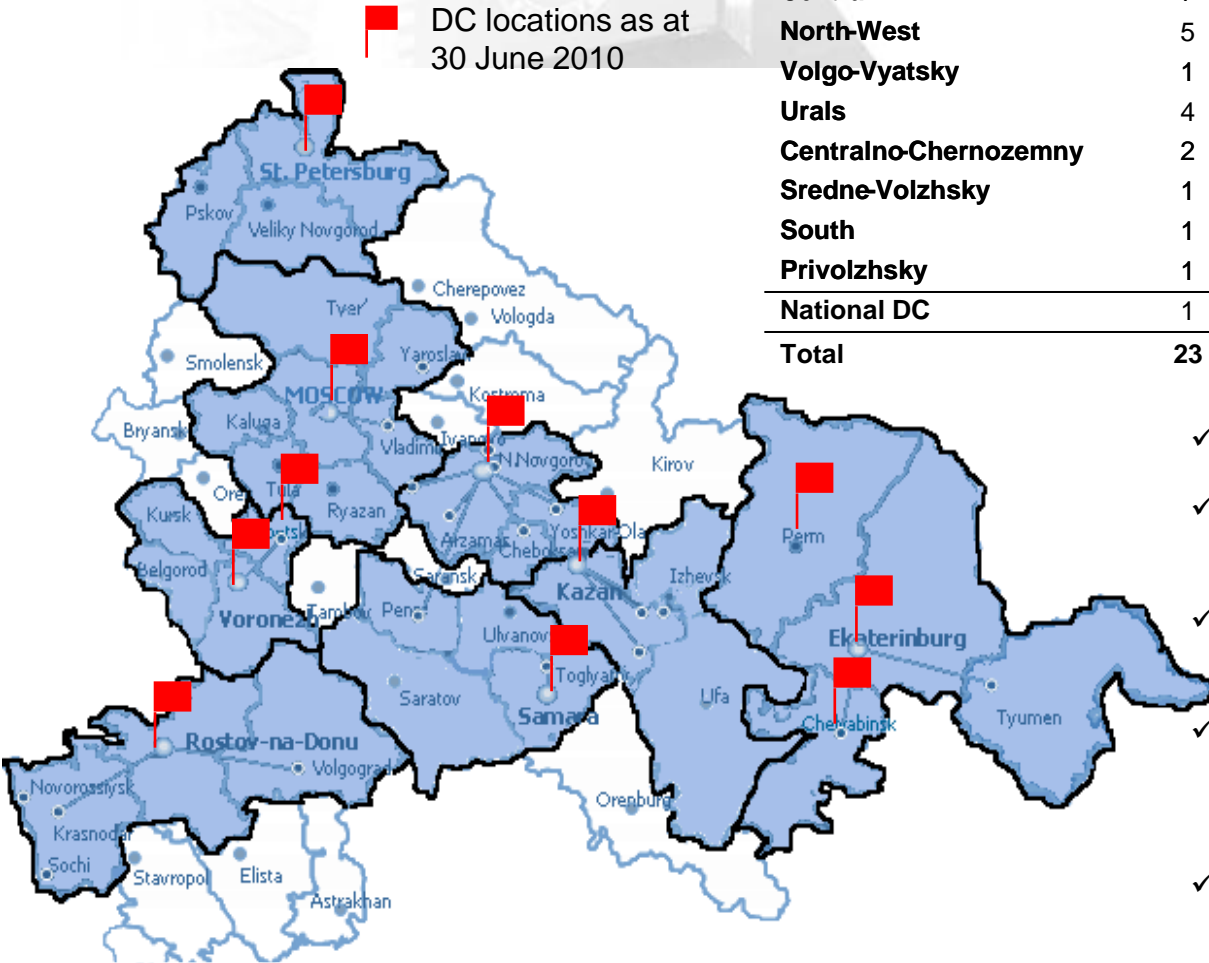 DC locations as at
30 June 2010
North-West 5
Volgo-Vyatsky 1
Urals 4
Centralno-Chernozemny 2
Sredne-Volzhsky 1
South 1
Privolzhsky 1
National DC 1
Total 23
St. Petersburg
Pskov
Veliky Novgorod
Cherepovez
Tver'
Vologda
Smolensk
Yaroslavl
Kostroma
MOSCOW
Kaluga
Bryansk
Vladimir
Ivanovo
N.Novgorod
Kirov
Tula
Ryazan
Kursk
Arzamas
Yoshkar-Ola
Perm
Belgorod
Saransk
Izhevsk
Kazan
Voronezh
Tambov
Ekaterinburg
Toglyatti
Saratov
Samara
Ufa
Chelyabinsk
Tyumen
Rostov-na-Donu
Volgograd
Novorossiysk
Orenburg
Krasnodar
Sochi
Stavropol
Elista
Astrakhan